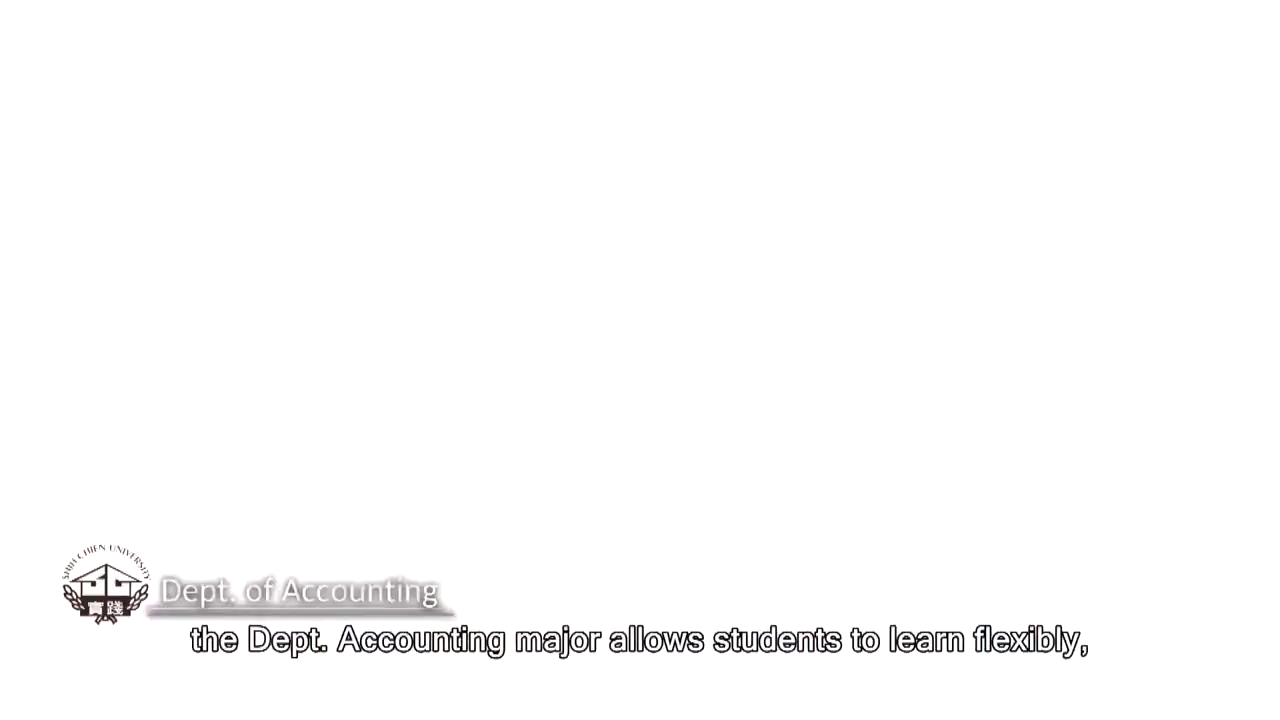 SHIH CHIEN UNIVERSITY
實踐
Dept. of Accounting
the Dept. Accounting major allows students to learn flexibly,